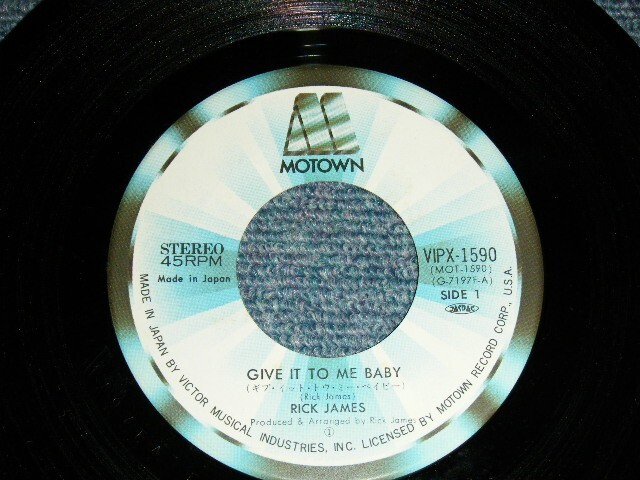 MOTOWN
STEREO
45RPM
Made in Japan
VIPX-1590
(MOT-1590)
(G-7197F-A)
SIDE 1
JASRAC
GIVE IT TO ME BABY
(ギブ・イット・トウ・ミー・ベイビー)
(Rick James)
RICK JAMES
Produced & Arranged by Rick James
①
MADE IN JAPAN BY VICTOR MUSICAL INDUSTRIES, INC. LICENSED BY MOTOWN RECORD CORP., U.S.A.